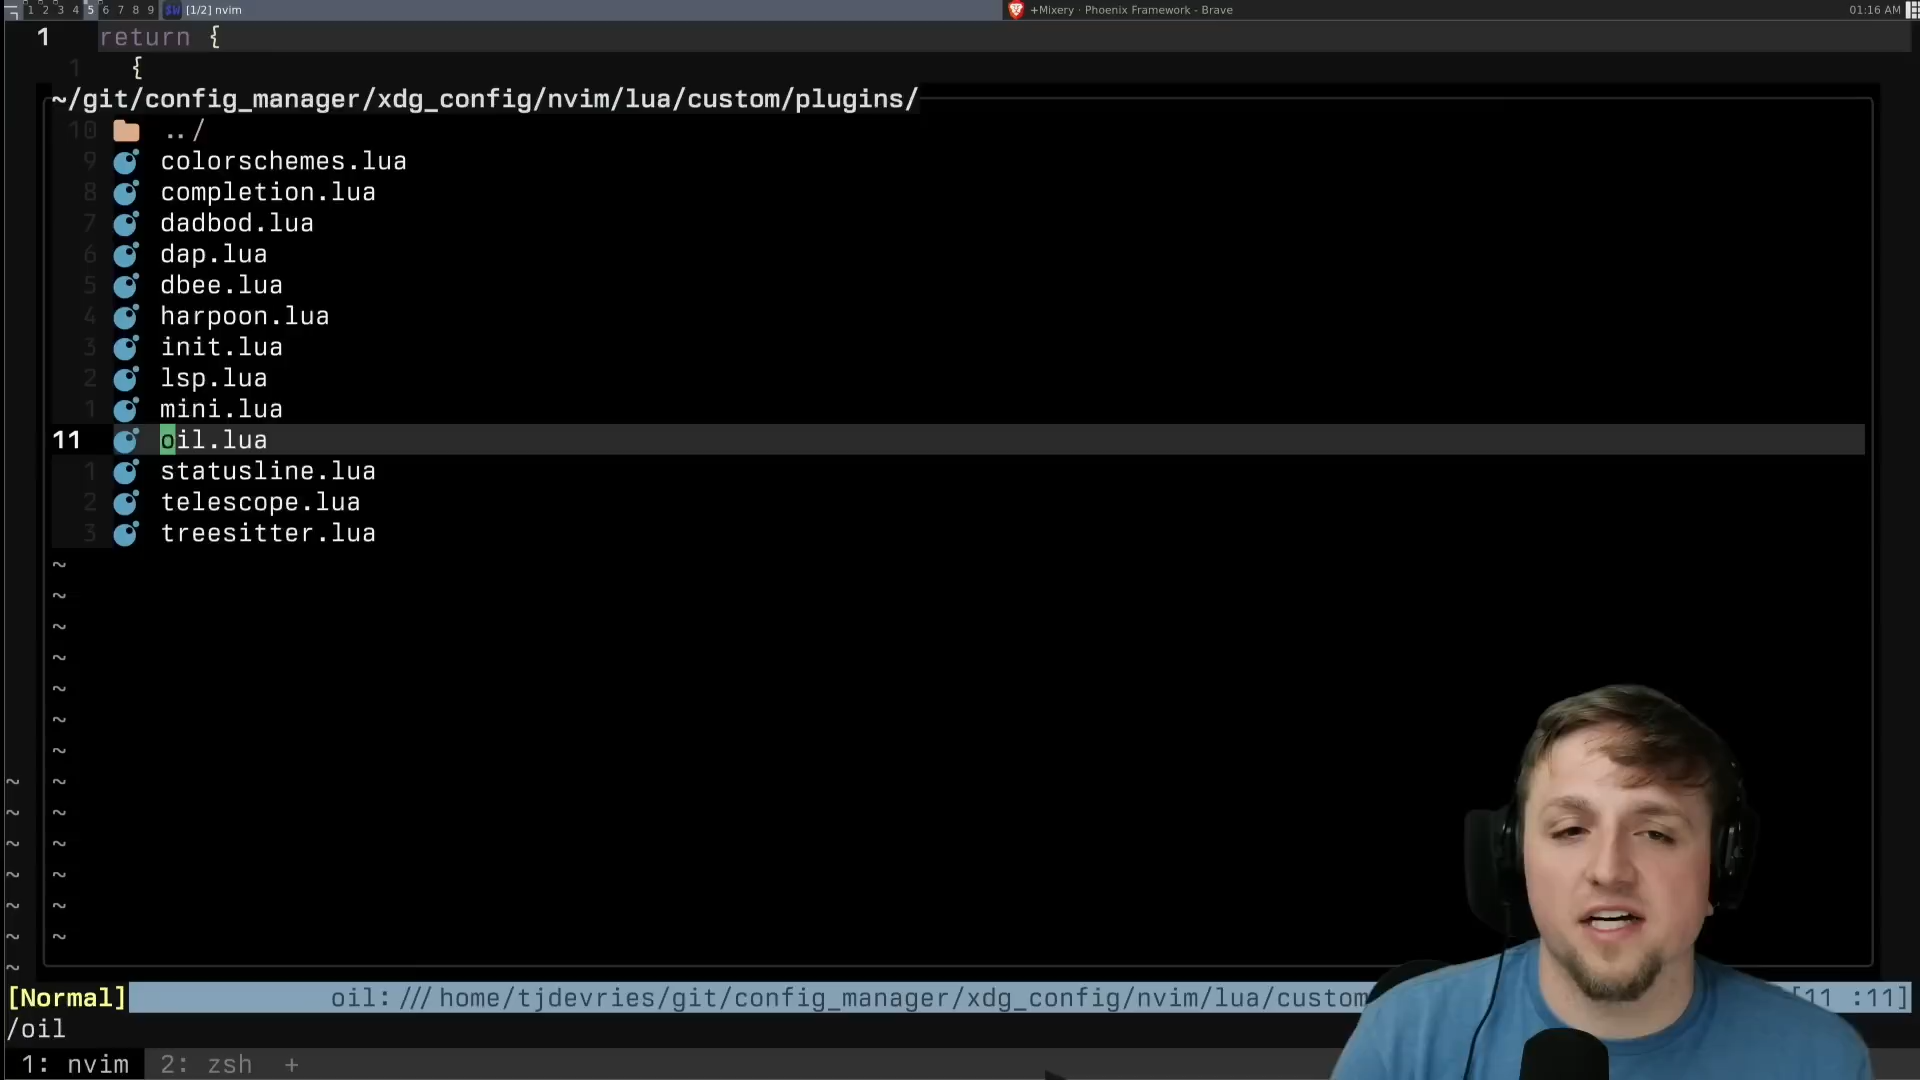 1 2 3 4 5 6 7 8 9 $W [1/2] nvim +Mixery · Phoenix Framework - Brave 01:16 AM
1 return {
1 {
~/git/config_manager/xdg_config/nvim/lua/custom/plugins/
10 ../
9 colorschemes.lua
8 completion.lua
7 dadbod.lua
6 dap.lua
5 dbee.lua
4 harpoon.lua
3 init.lua
2 lsp.lua
1 mini.lua
11 oil.lua
1 statusline.lua
2 telescope.lua
3 treesitter.lua
~
~
~
~
~
~
~
~ ~
~ ~
~ ~
~ ~
~ ~
~ ~
~
[Normal] oil:///home/tjdevries/git/config_manager/xdg_config/nvim/lua/custom [11 :11]
/oil
1: nvim 2: zsh +